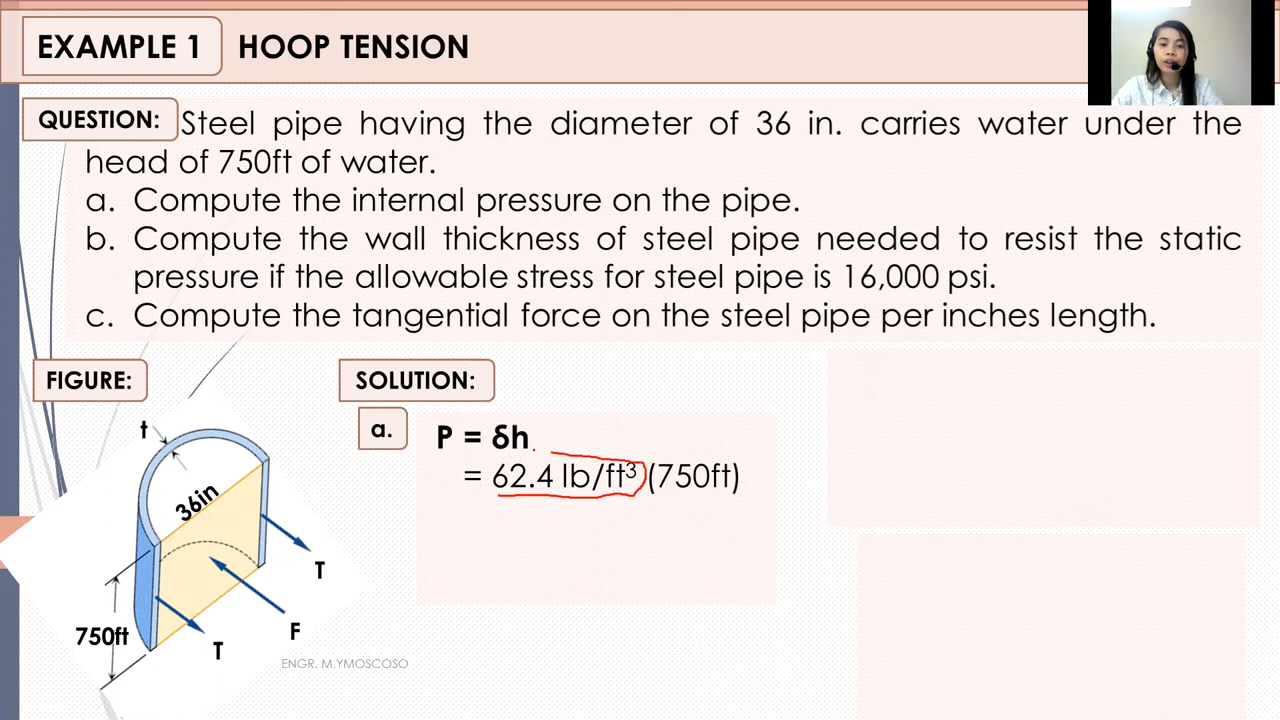 EXAMPLE 1 HOOP TENSION
QUESTION: Steel pipe having the diameter of 36 in. carries water under the
head of 750ft of water.
a. Compute the internal pressure on the pipe.
b. Compute the wall thickness of steel pipe needed to resist the static
pressure if the allowable stress for steel pipe is 16,000 psi.
c. Compute the tangential force on the steel pipe per inches length.
FIGURE:
SOLUTION:
a.
P = δh
= 62.4 lb/ft³ (750ft)
t
36in
T
F
T
750ft
ENGR. M.YMOSCOSO